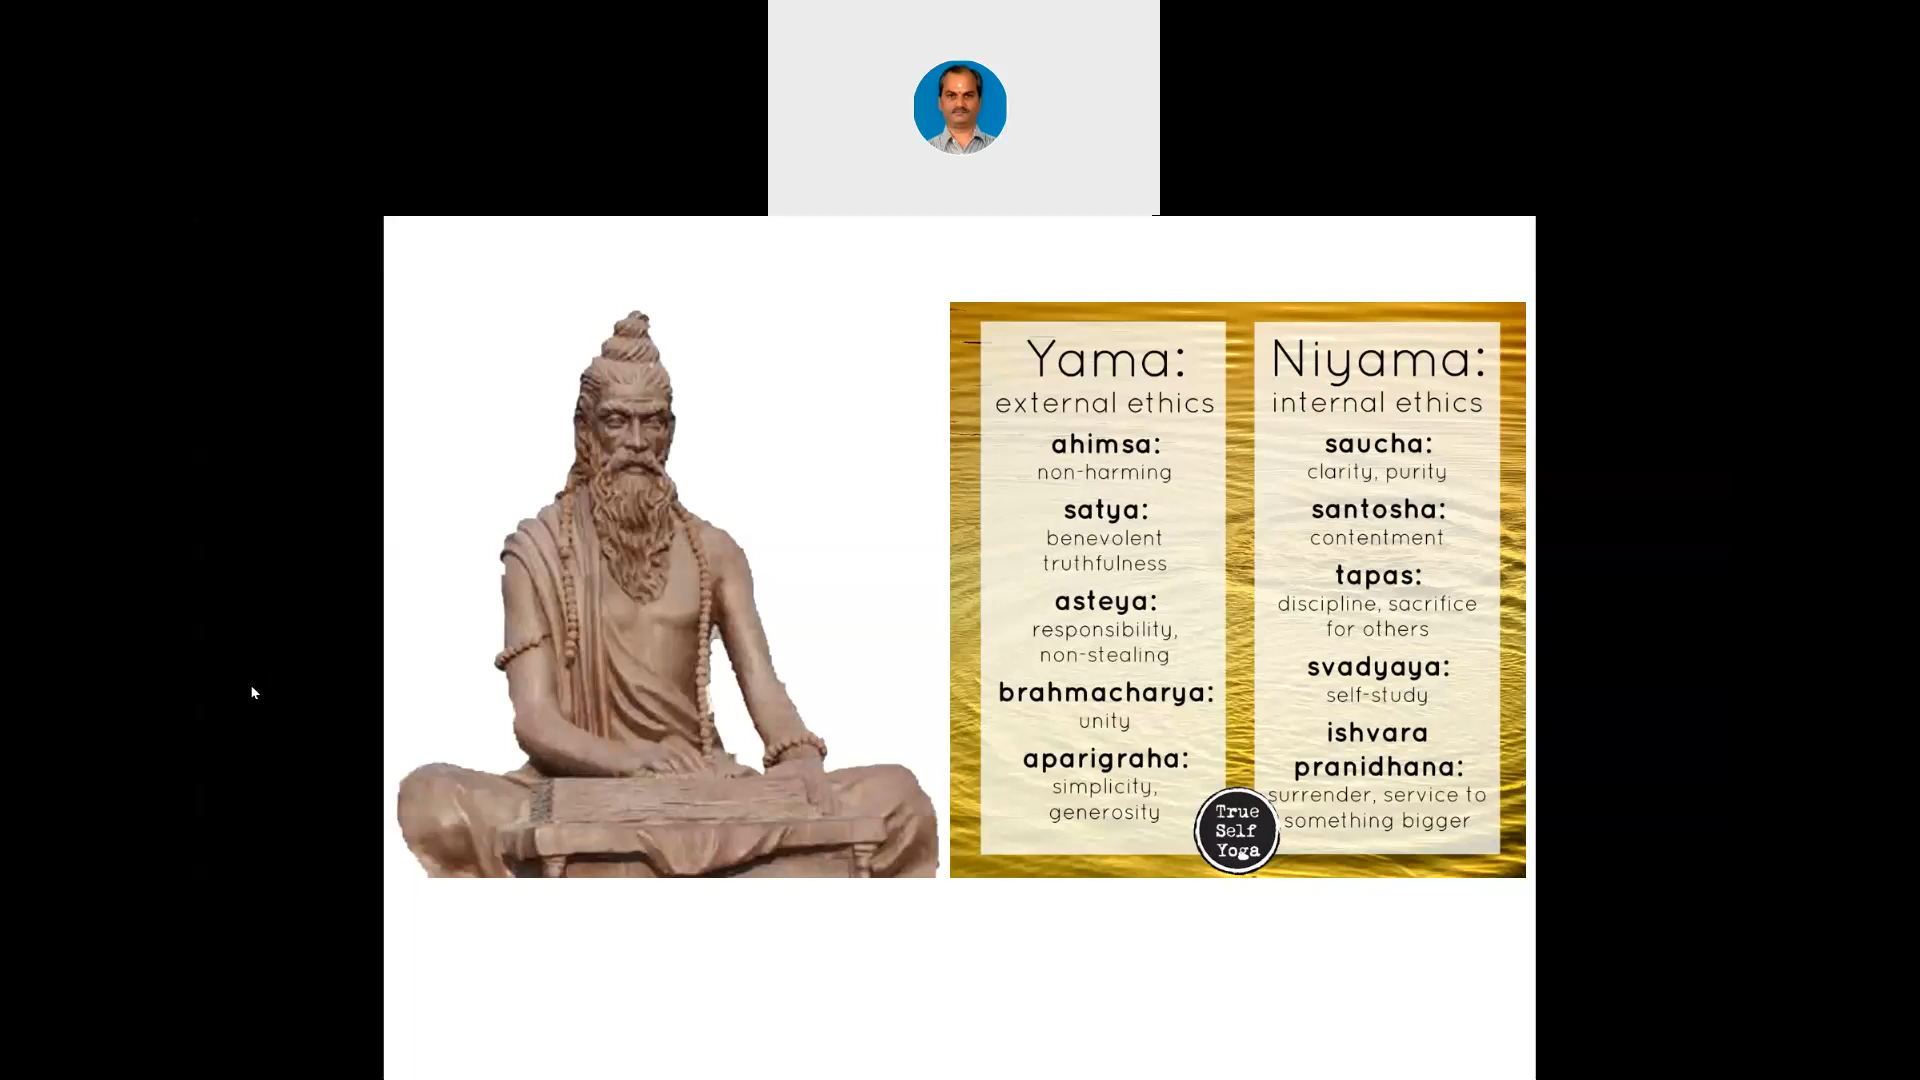 Yama:
external ethics
ahimsa:
non-harming
satya:
benevolent
truthfulness
asteya:
responsibility,
non-stealing
brahmacharya:
unity
aparigraha:
simplicity,
generosity
Niyama:
internal ethics
saucha:
clarity, purity
santosha:
contentment
tapas:
discipline, sacrifice
for others
svadyaya:
self-study
ishvara
pranidhana:
surrender, service to
something bigger
True
Self
Yoga